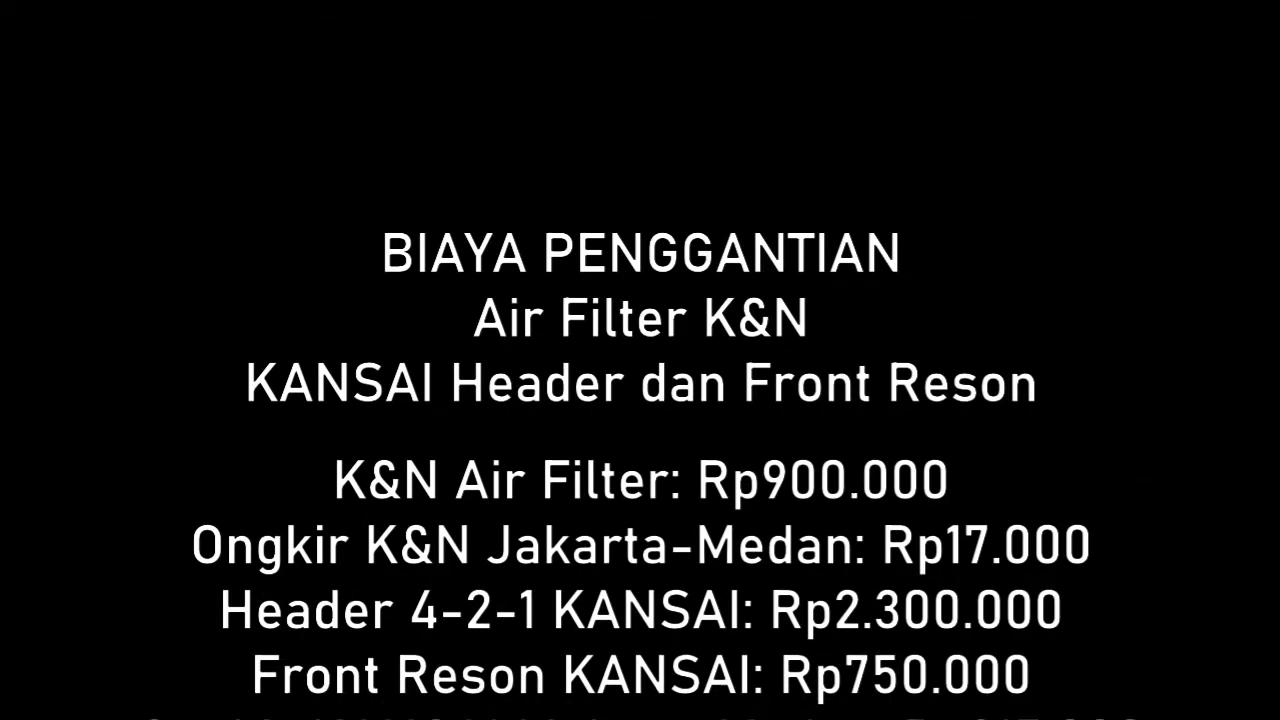 BIAYA PENGGANTIAN
Air Filter K&N
KANSAI Header dan Front Reson
K&N Air Filter: Rp900.000
Ongkir K&N Jakarta-Medan: Rp17.000
Header 4-2-1 KANSAI: Rp2.300.000
Front Reson KANSAI: Rp750.000